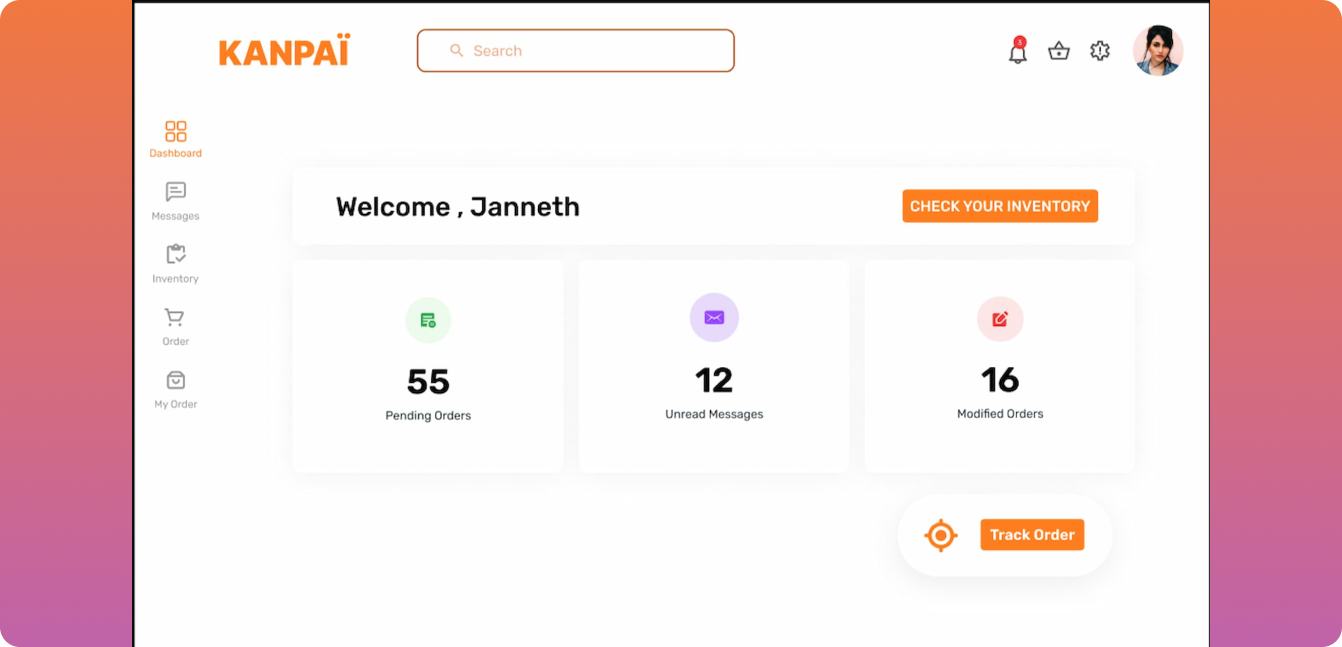 KANPAÏ
Search
3
Dashboard
Messages
Inventory
Order
My Order
Welcome , Janneth
CHECK YOUR INVENTORY
55
Pending Orders
12
Unread Messages
16
Modified Orders
Track Order